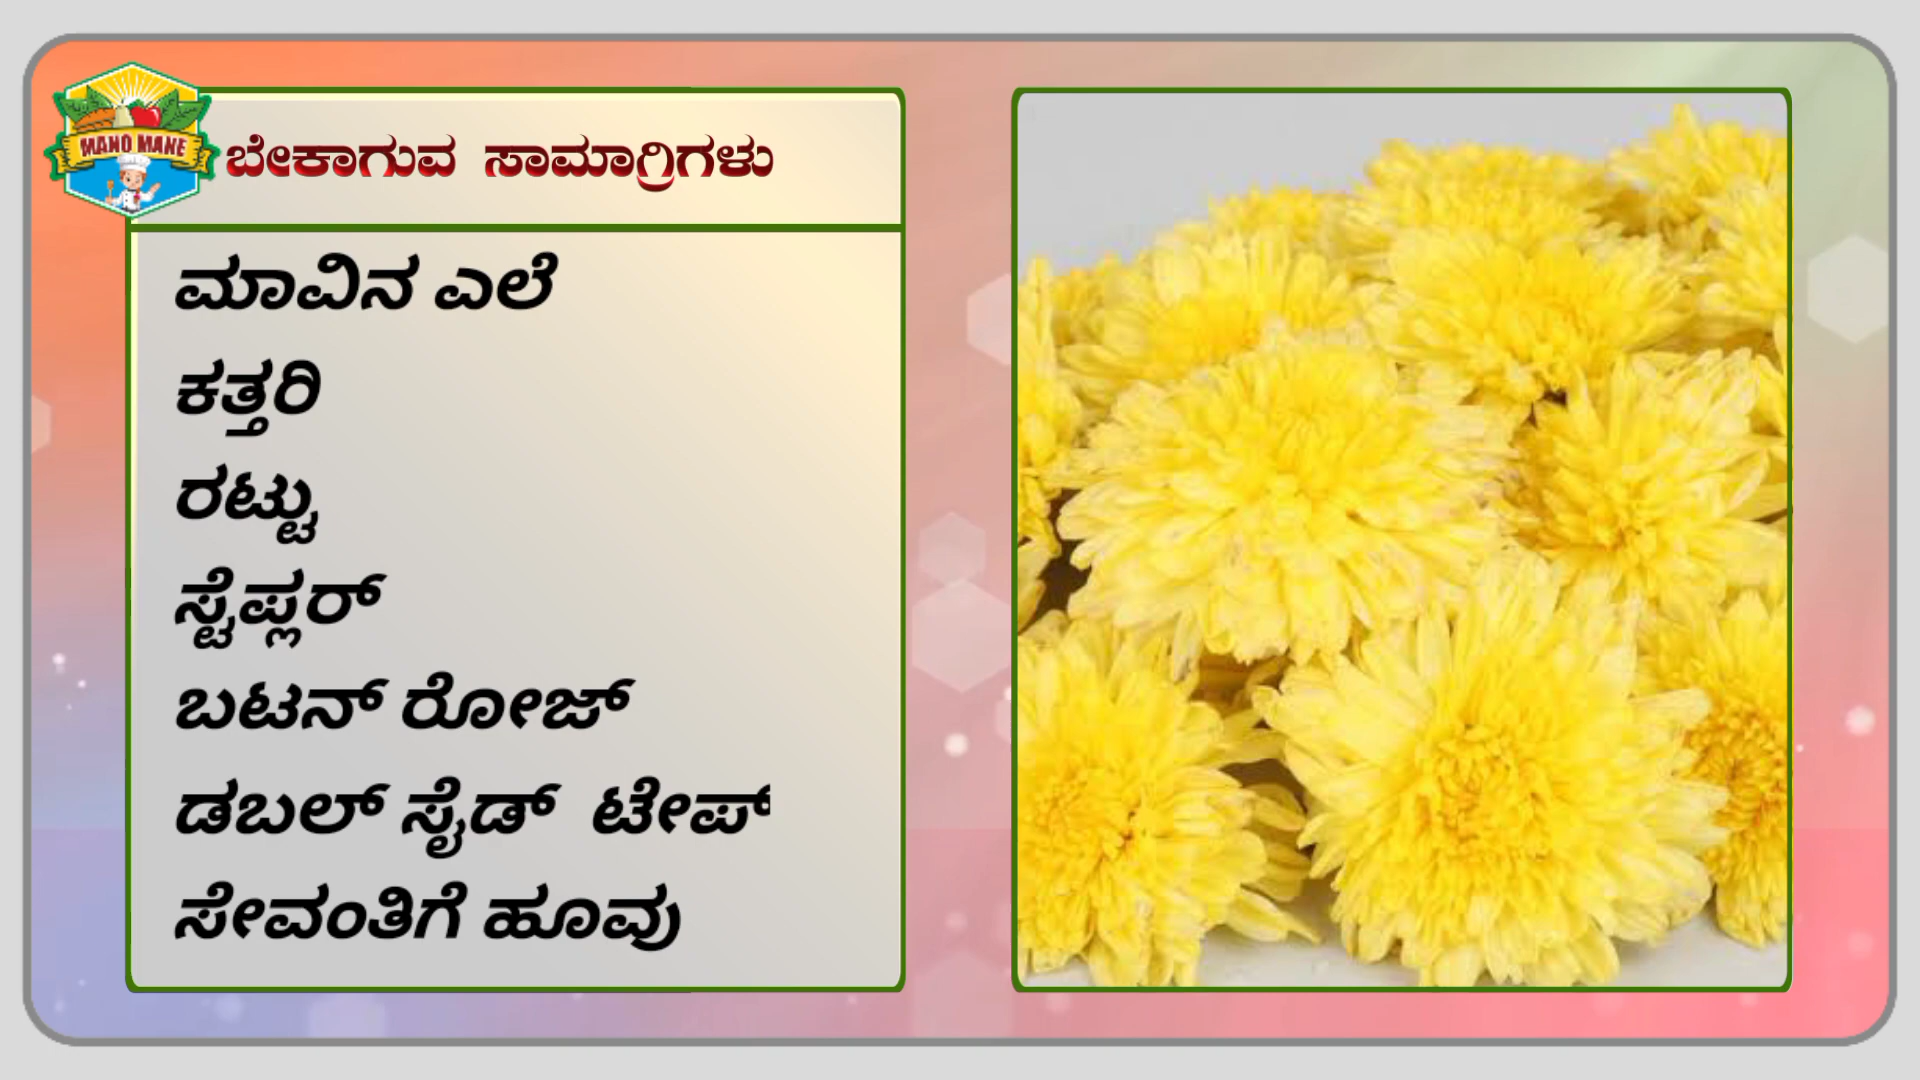 MANO MANE
ಬೇಕಾಗುವ ಸಾಮಾಗ್ರಿಗಳು
ಮಾವಿನ ಎಲೆ
ಕತ್ತರಿ
ರಟ್ಟು
ಸ್ಟೆಪ್ಲರ್
ಬಟನ್ ರೋಜ್
ಡಬಲ್ ಸೈಡ್ ಟೇಪ್
ಸೇವಂತಿಗೆ ಹೂವು